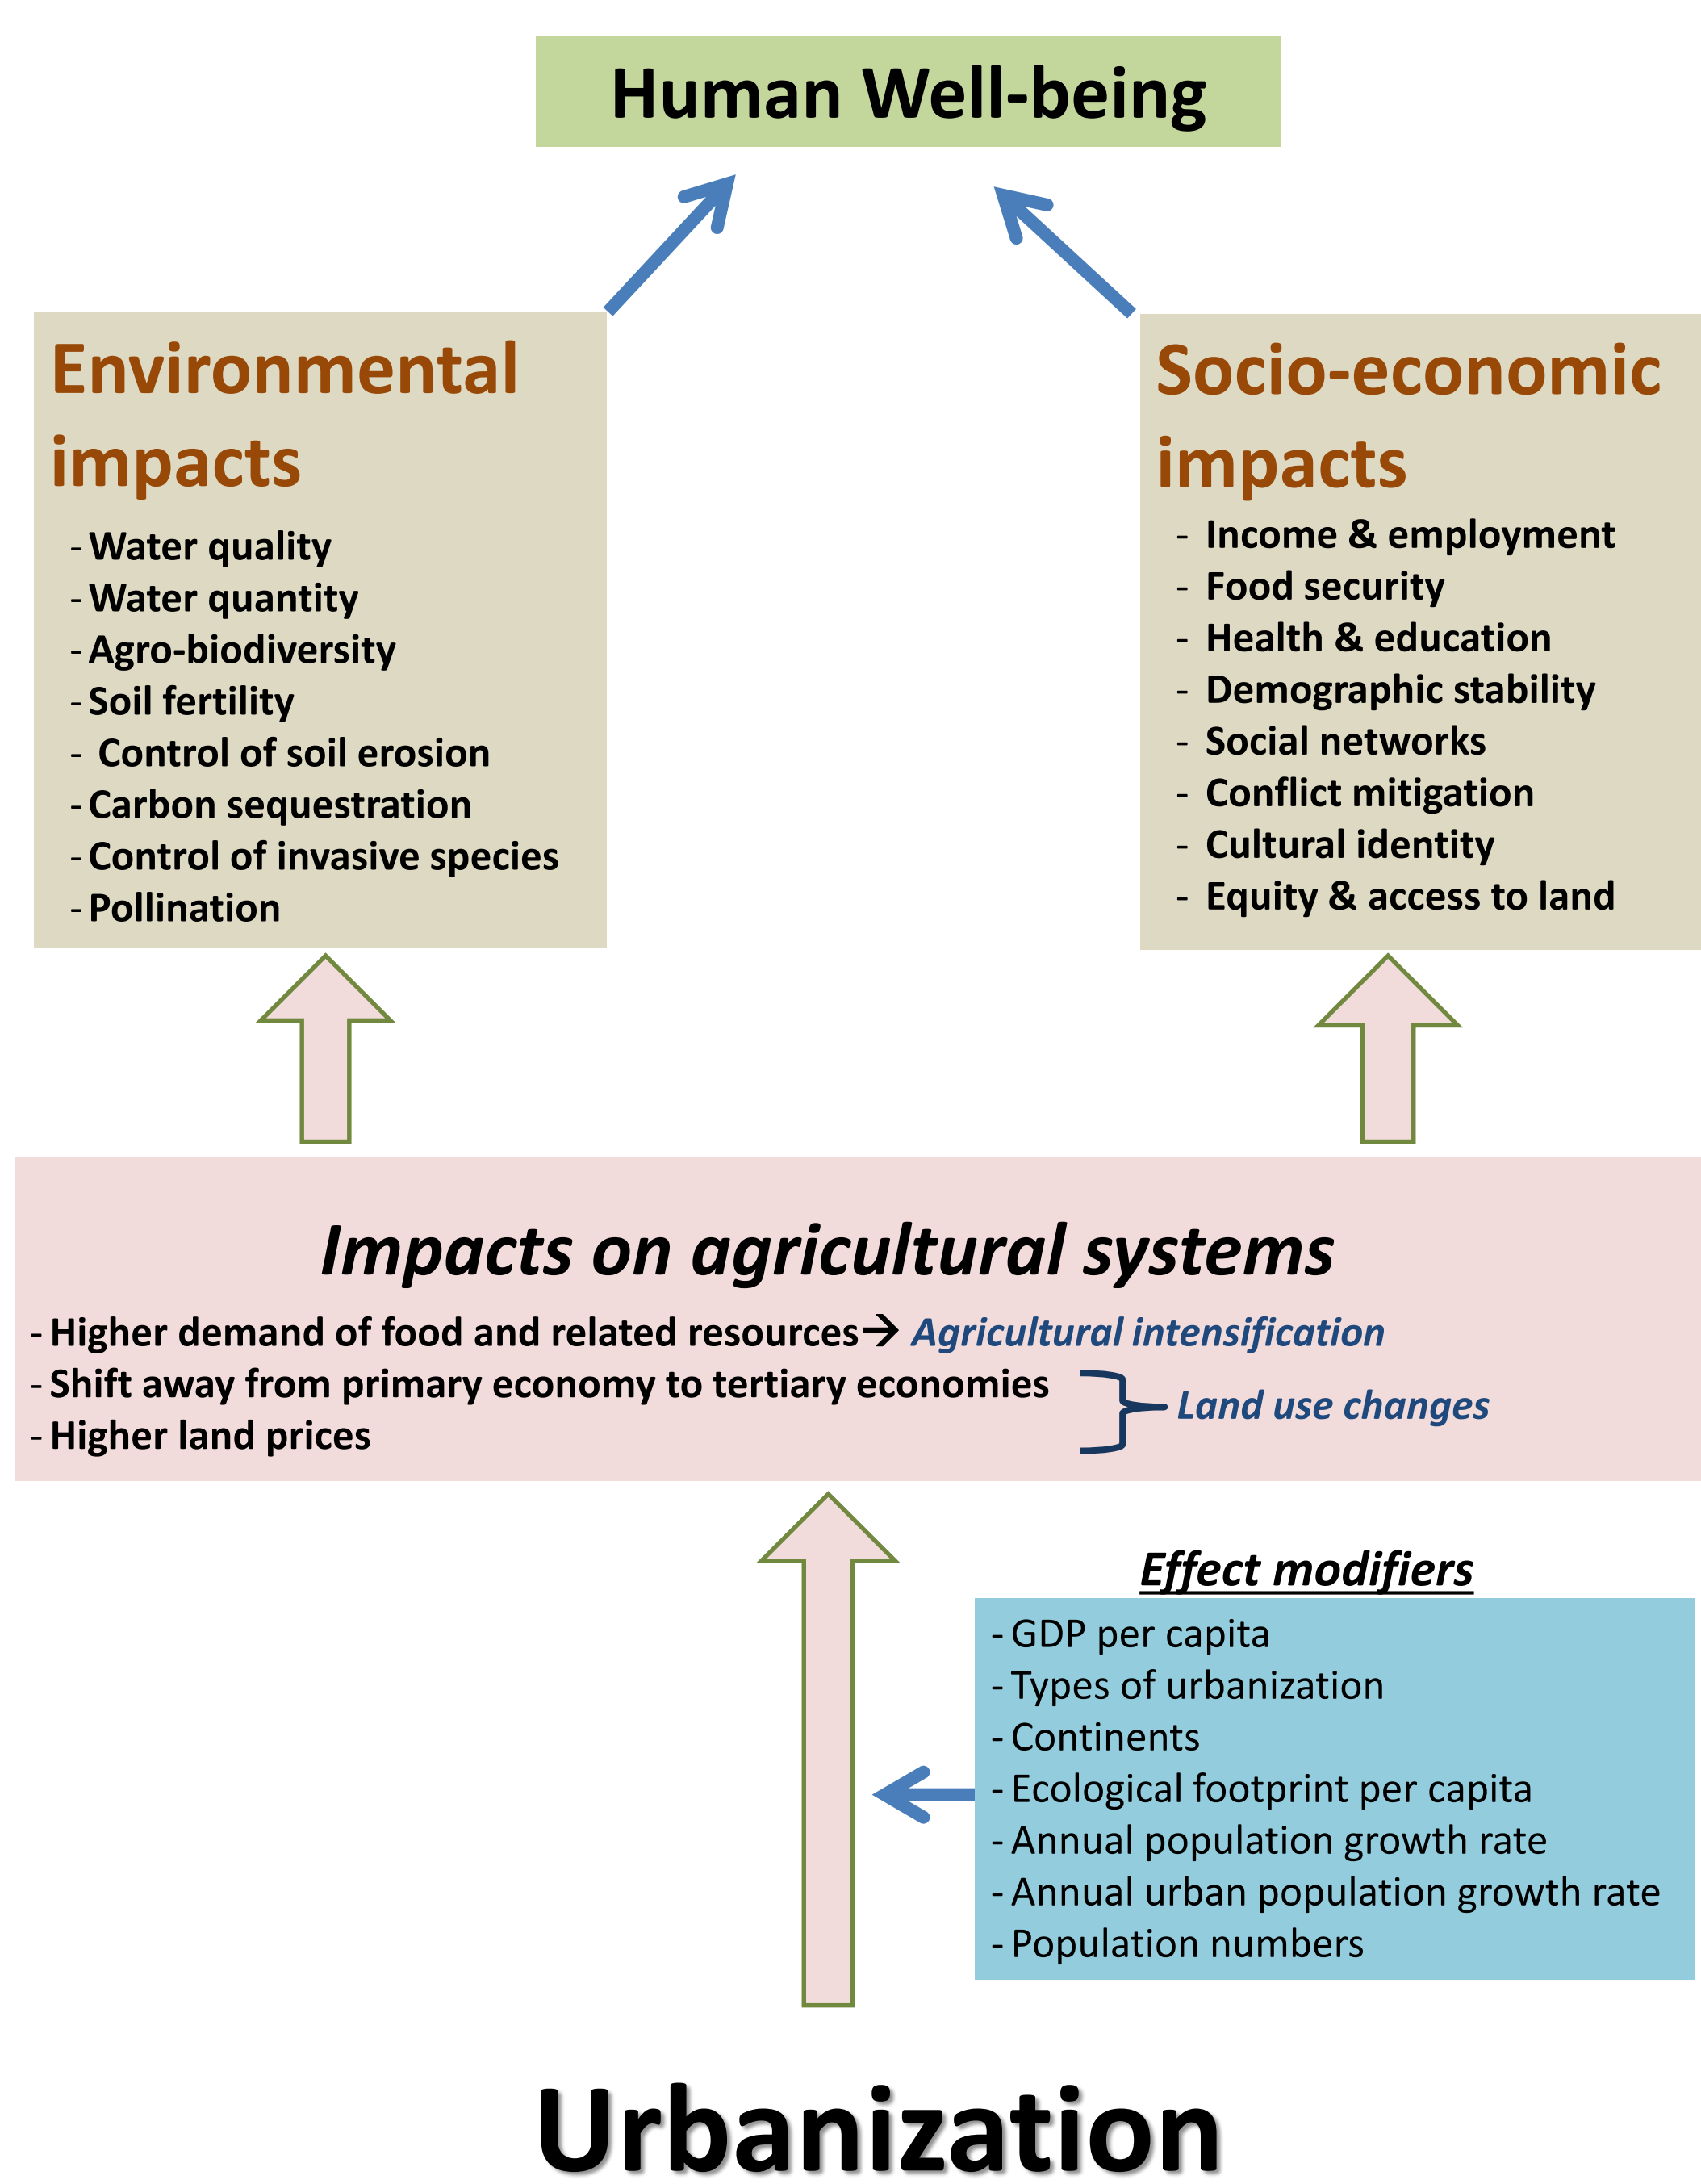 Human Well-being
Environmental
impacts
- Water quality
- Water quantity
- Agro-biodiversity
- Soil fertility
- Control of soil erosion
- Carbon sequestration
- Control of invasive species
- Pollination
Socio-economic
impacts
- Income & employment
- Food security
- Health & education
- Demographic stability
- Social networks
- Conflict mitigation
- Cultural identity
- Equity & access to land
Impacts on agricultural systems
- Higher demand of food and related resources→ Agricultural intensification
- Shift away from primary economy to tertiary economies
- Higher land prices
Land use changes
Effect modifiers
- GDP per capita
- Types of urbanization
- Continents
- Ecological footprint per capita
- Annual population growth rate
- Annual urban population growth rate
- Population numbers
Urbanization